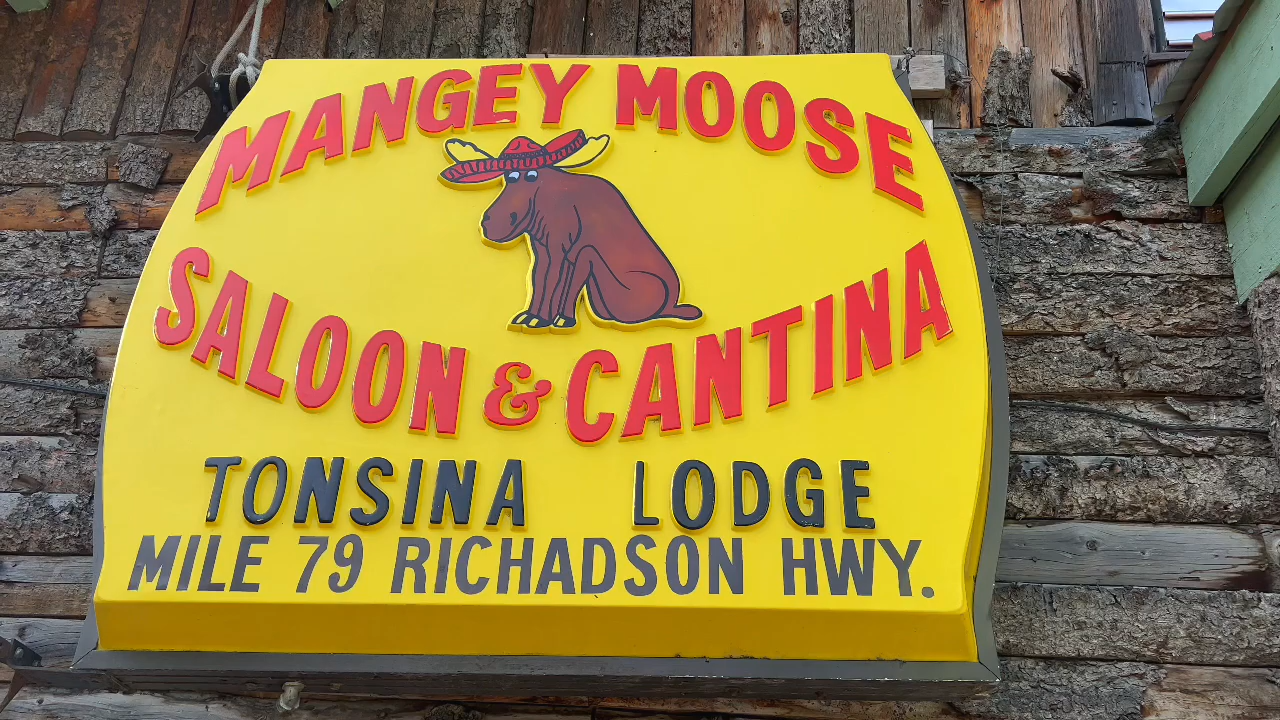 MANGEY MOOSE
SALOON & CANTINA
TONSINA LODGE
MILE 79 RICHADSON HWY.